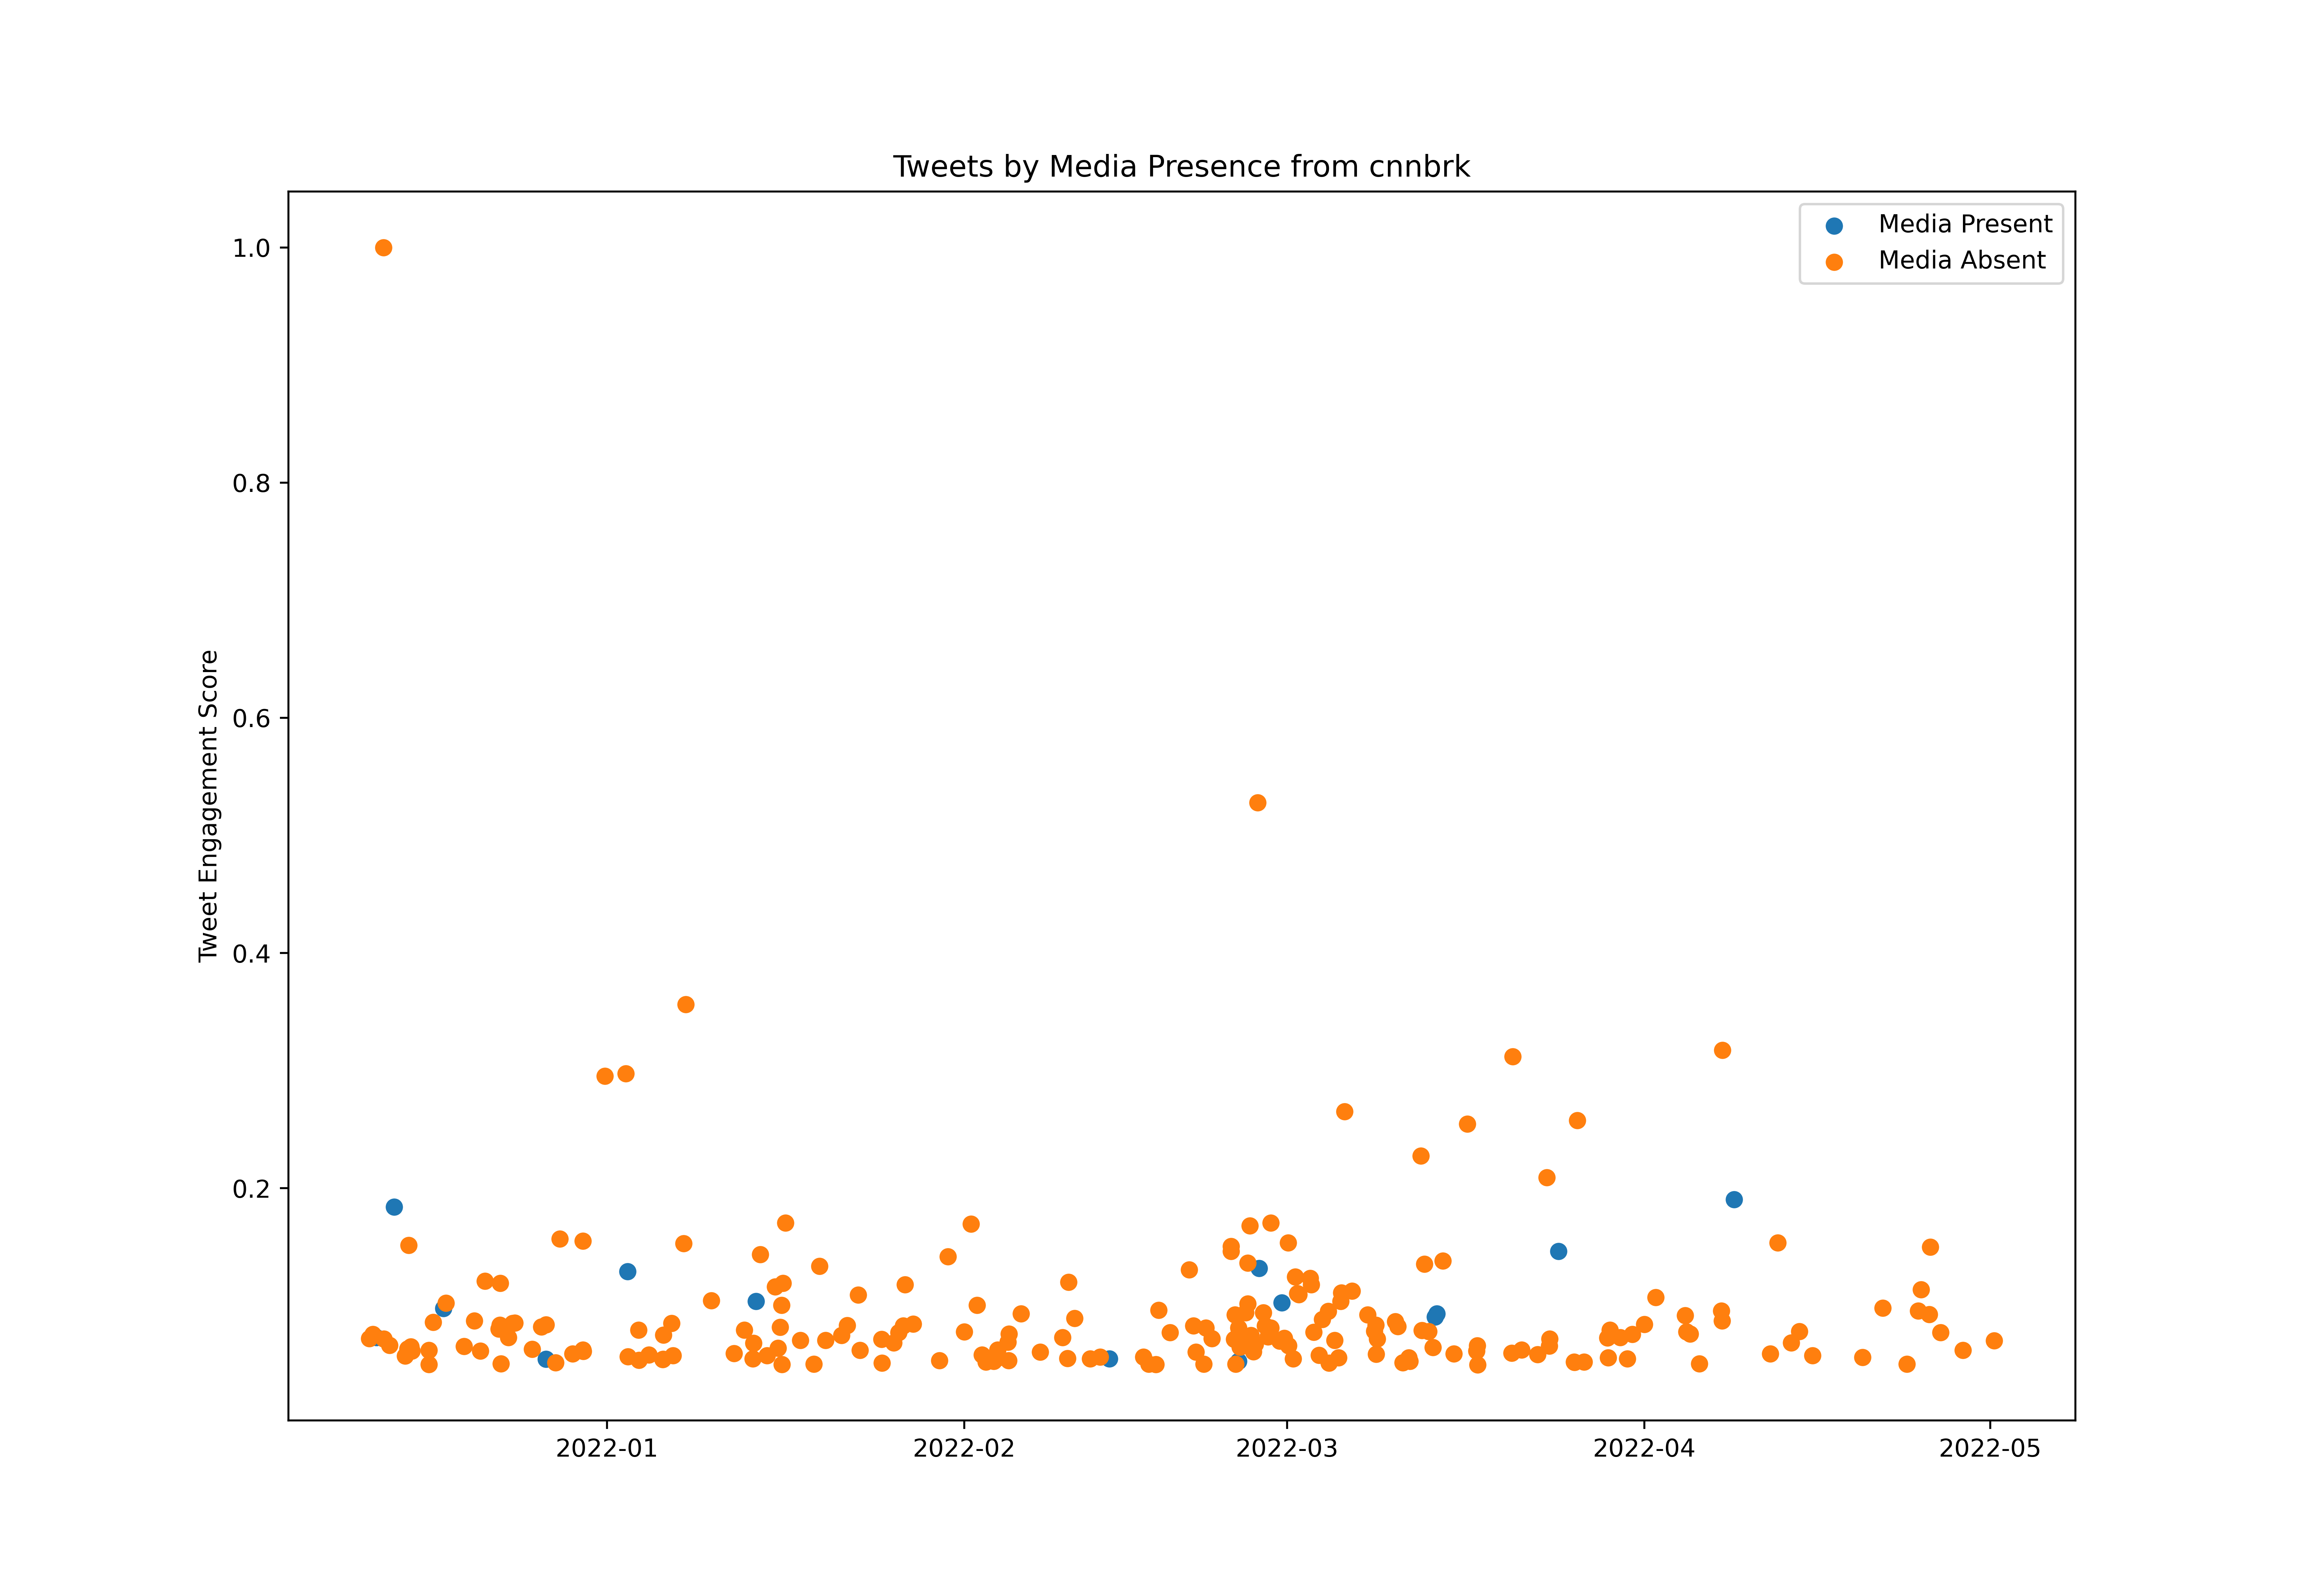 Tweets by Media Presence from cnnbrk
Media Present
Media Absent
Tweet Engagement Score
1.0
0.8
0.6
0.4
0.2
2022-01
2022-02
2022-03
2022-04
2022-05